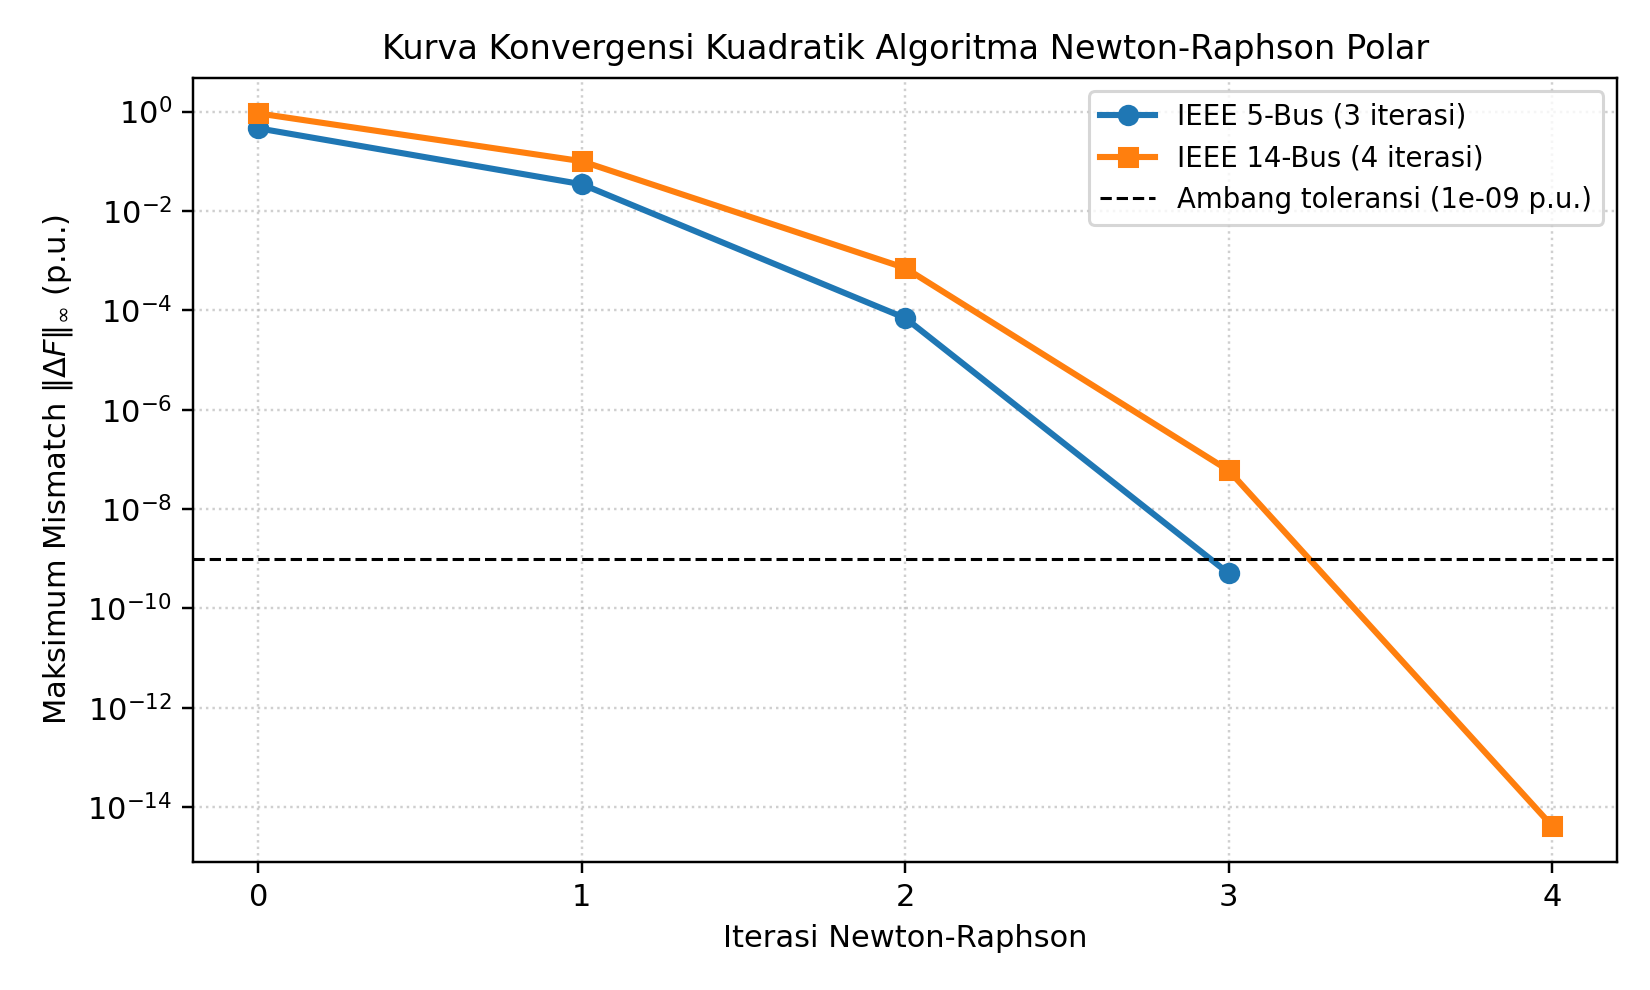 Kurva Konvergensi Kuadratik Algoritma Newton-Raphson Polar
IEEE 5-Bus (3 iterasi)
IEEE 14-Bus (4 iterasi)
Ambang toleransi (1e-09 p.u.)
Maksimum Mismatch ‖ΔF‖∞ (p.u.)
10⁰
10⁻²
10⁻⁴
10⁻⁶
10⁻⁸
10⁻¹⁰
10⁻¹²
10⁻¹⁴
0 1 2 3 4
Iterasi Newton-Raphson